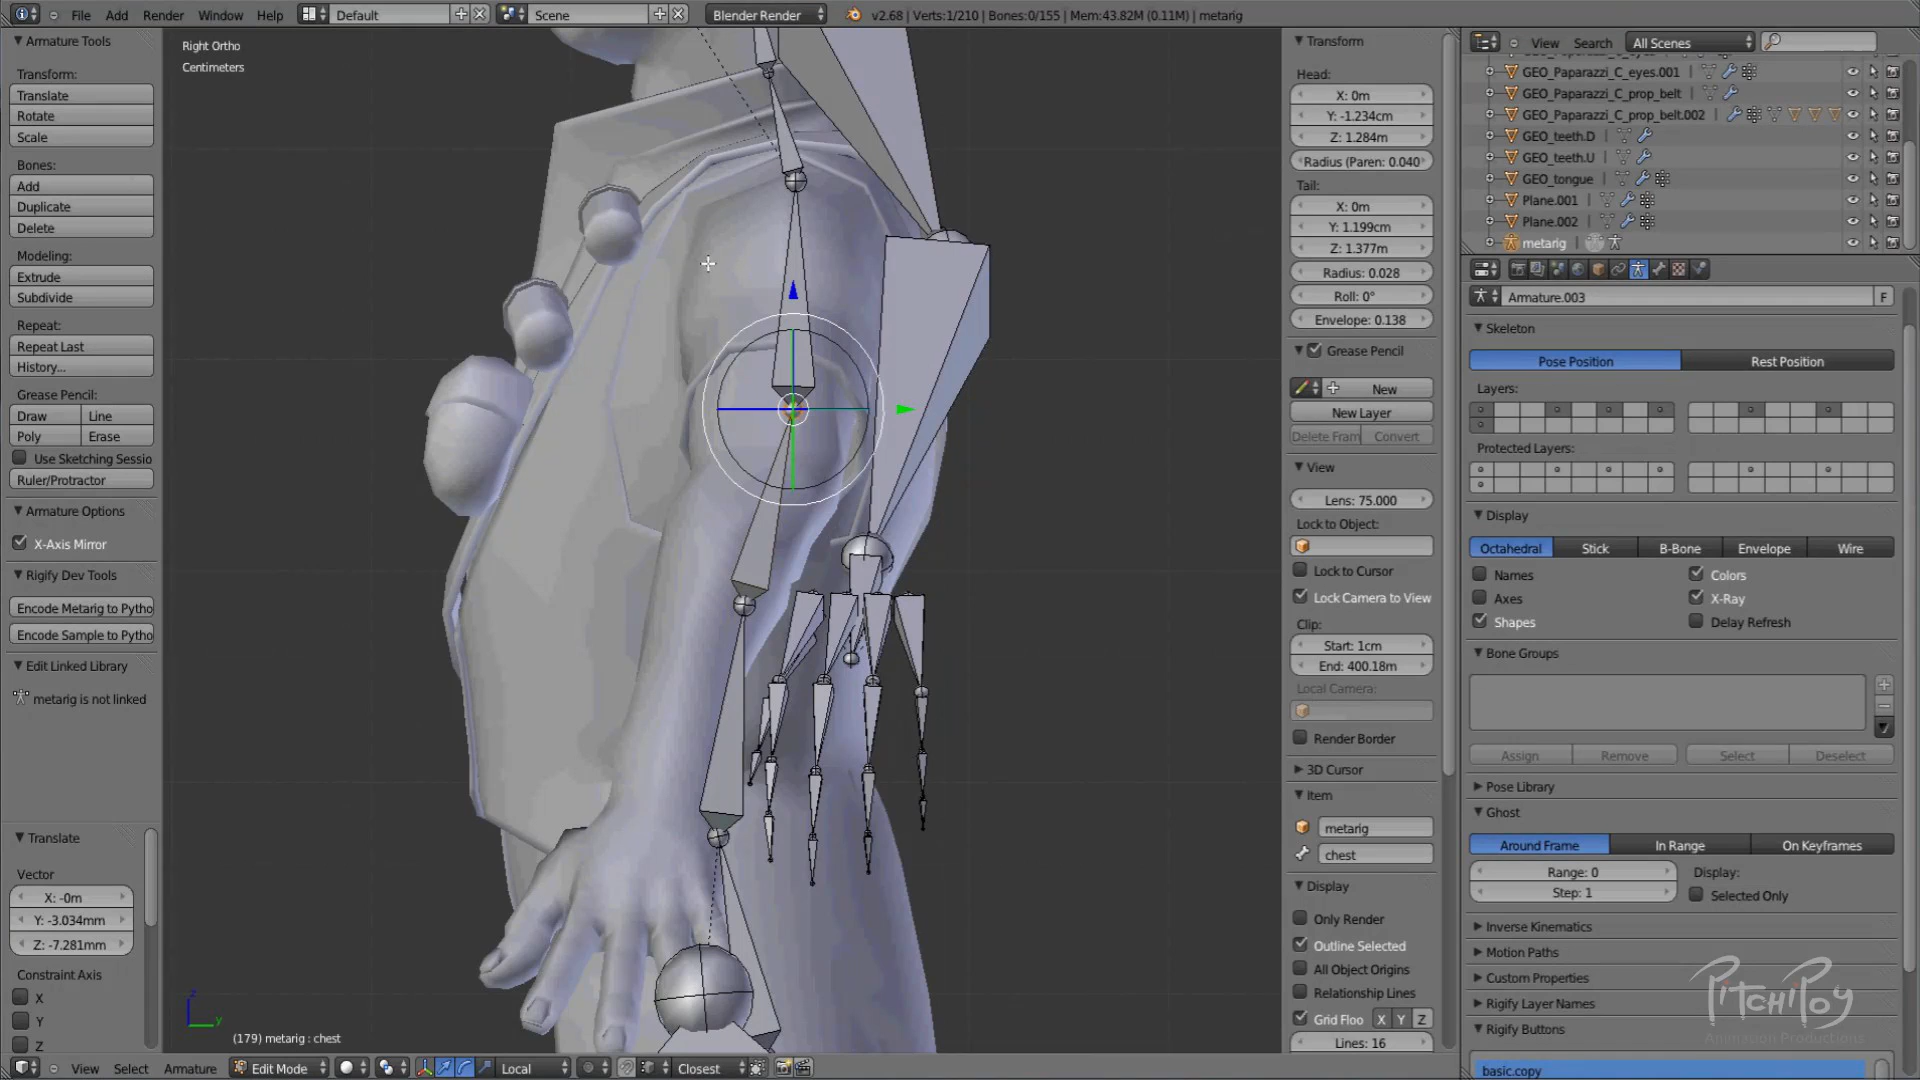 File Add Render Window Help Default Scene Blender Render v2.68 | Verts:1/210 | Bones:0/155 | Mem:43.82M (0.11M) | metarig
Armature Tools
Transform:
Translate
Rotate
Scale
Bones:
Add
Duplicate
Delete
Modeling:
Extrude
Subdivide
Repeat:
Repeat Last
History...
Grease Pencil:
Draw Line
Poly Erase
Use Sketching Sessio
Ruler/Protractor
Armature Options
X-Axis Mirror
Rigify Dev Tools
Encode Metarig to Pytho
Encode Sample to Pytho
Edit Linked Library
metarig is not linked
Translate
Vector
X: -0m
Y: -3.034mm
Z: -7.281mm
Constraint Axis
X
Y
Z
Right Ortho
Centimeters
z
y
(179) metarig : chest
View Select Armature Edit Mode Local Closest
Transform
Head:
X: 0m
Y: -1.234cm
Z: 1.284m
Radius (Paren: 0.040
Tail:
X: 0m
Y: 1.199cm
Z: 1.377m
Radius: 0.028
Roll: 0°
Envelope: 0.138
Grease Pencil
New
New Layer
Delete Fram Convert
View
Lens: 75.000
Lock to Object:
Lock to Cursor
Lock Camera to View
Clip:
Start: 1cm
End: 400.18m
Local Camera:
Render Border
3D Cursor
Item
metarig
chest
Display
Only Render
Outline Selected
All Object Origins
Relationship Lines
Grid Floo X Y Z
Lines: 16
View Search All Scenes
GEO_Paparazzi_C_eyes.001
GEO_Paparazzi_C_prop_belt
GEO_Paparazzi_C_prop_belt.002
GEO_teeth.D
GEO_teeth.U
GEO_tongue
Plane.001
Plane.002
metarig
Armature.003 F
Skeleton
Pose Position Rest Position
Layers:
Protected Layers:
Display
Octahedral Stick B-Bone Envelope Wire
Names Colors
Axes X-Ray
Shapes Delay Refresh
Bone Groups
Assign Remove Select Deselect
Pose Library
Ghost
Around Frame In Range On Keyframes
Range: 0 Display:
Step: 1 Selected Only
Inverse Kinematics
Motion Paths
Custom Properties
Rigify Layer Names
Rigify Buttons
basic.copy
PitchiPoy
Animation Productions